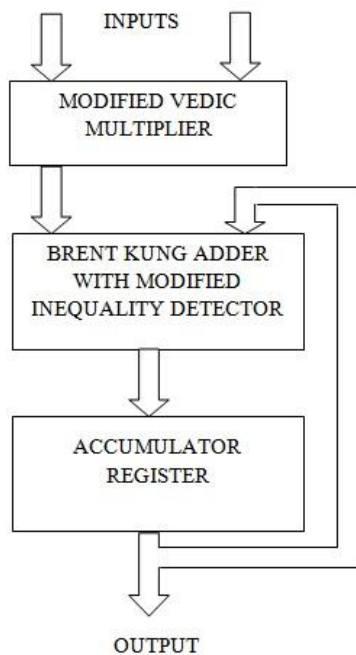 INPUTS
MODIFIED VEDIC
MULTIPLIER
BRENT KUNG ADDER
WITH MODIFIED
INEQUALITY DETECTOR
ACCUMULATOR
REGISTER
OUTPUT